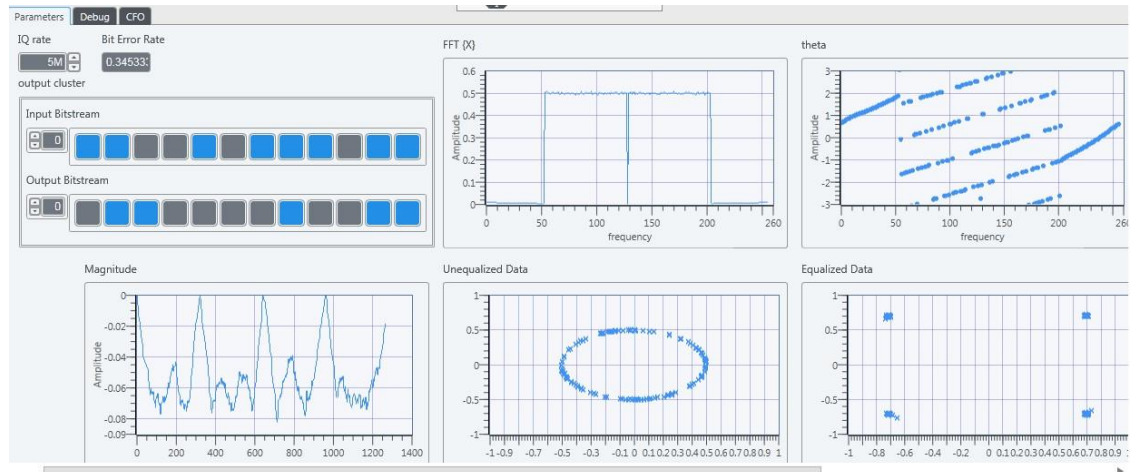 Parameters Debug CFO
IQ rate Bit Error Rate
5M 0.34533
output cluster
Input Bitstream
0
Output Bitstream
0
FFT {X}
0.6
0.5
0.4
0.3
0.2
0.1
0
Amplitude
0 50 100 150 200 260
frequency
theta
3
2
1
0
-1
-2
-3
Amplitude
0 50 100 150 200 260
frequency
Magnitude
0
-0.02
-0.04
-0.06
-0.08
-0.09
Amplitude
0 200 400 600 800 1000 1200 1400
Unequalized Data
1
0.5
0
-0.5
-1
-1 -0.9 -0.7 -0.5 -0.3 -0.1 0 0.1 0.2 0.3 0.4 0.5 0.6 0.7 0.8 0.9 1
Equalized Data
1
0.5
0
-0.5
-1
-1 -0.8 -0.6 -0.4 -0.2 0 0.1 0.2 0.3 0.4 0.5 0.6 0.7 0.8 0.9